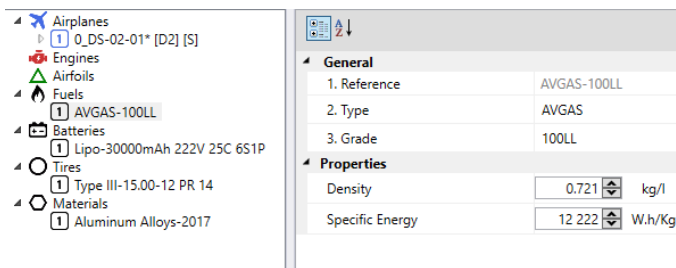 Airplanes
1 0_DS-02-01* [D2] [S]
Engines
Airfoils
Fuels
1 AVGAS-100LL
Batteries
1 Lipo-30000mAh 222V 25C 6S1P
Tires
1 Type III-15.00-12 PR 14
Materials
1 Aluminum Alloys-2017
A Z
General
1. Reference AVGAS-100LL
2. Type AVGAS
3. Grade 100LL
Properties
Density 0.721 kg/l
Specific Energy 12 222 W.h/Kg